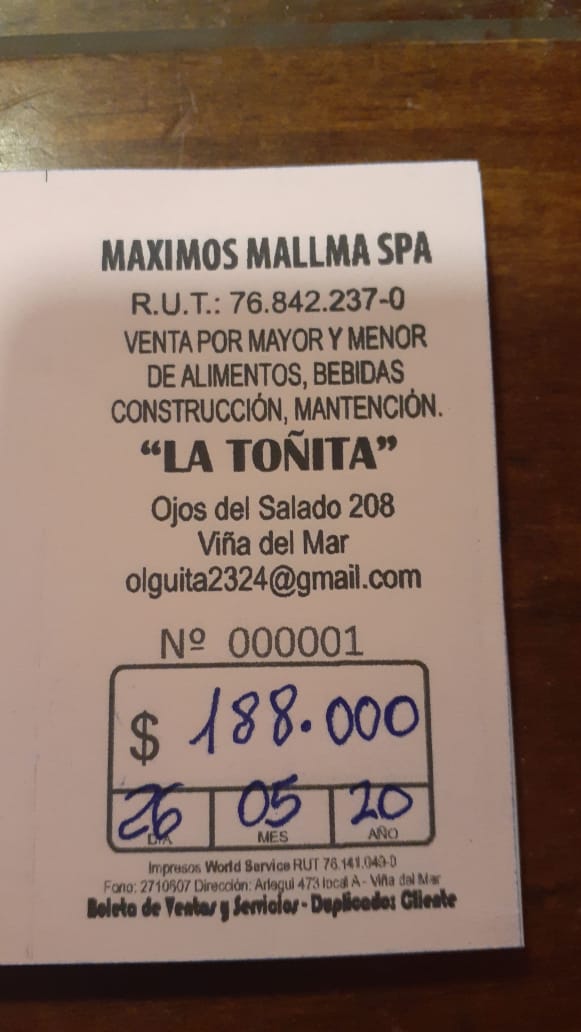 MAXIMOS MALLMA SPA
R.U.T.: 76.842.237-0
VENTA POR MAYOR Y MENOR
DE ALIMENTOS, BEBIDAS
CONSTRUCCIÓN, MANTENCIÓN.
“LA TOÑITA”
Ojos del Salado 208
Viña del Mar
olguita2324@gmail.com
Nº 000001
$ 188.000
26 05 20
DIA MES AÑO
Impresos World Service RUT 76.141.049-0
Fono: 2710607 Dirección: Arlegui 473 local A - Viña del Mar
Boleta de Ventas y Servicios - Duplicado: Cliente